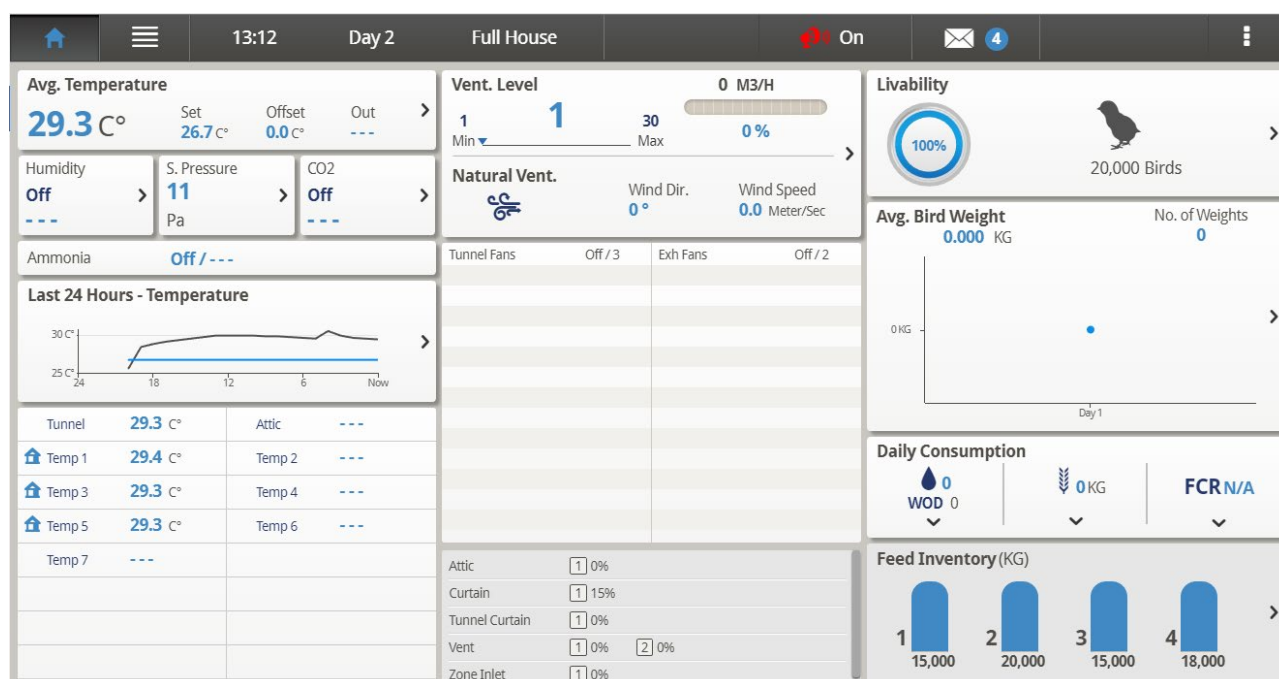 13:12 Day 2 Full House On 4
Avg. Temperature
29.3 C° Set 26.7 C° Offset 0.0 C° Out ---
Humidity Off ---
S. Pressure 11 Pa
CO2 Off ---
Ammonia Off / ---
Last 24 Hours - Temperature
30 C°
25 C°
24 18 12 6 Now
Tunnel 29.3 C° Attic ---
Temp 1 29.4 C° Temp 2 ---
Temp 3 29.3 C° Temp 4 ---
Temp 5 29.3 C° Temp 6 ---
Temp 7 ---
Vent. Level 0 M3/H
1 Min 1 30 Max 0 %
Natural Vent.
Wind Dir. 0 ° Wind Speed 0.0 Meter/Sec
Tunnel Fans Off / 3 Exh Fans Off / 2
Attic 1 0%
Curtain 1 15%
Tunnel Curtain 1 0%
Vent 1 0% 2 0%
Zone Inlet 1 0%
Livability
100%
20,000 Birds
Avg. Bird Weight No. of Weights
0.000 KG 0
0 KG
Day 1
Daily Consumption
0 0 KG FCR N/A
WOD 0
Feed Inventory (KG)
1 2 3 4
15,000 20,000 15,000 18,000